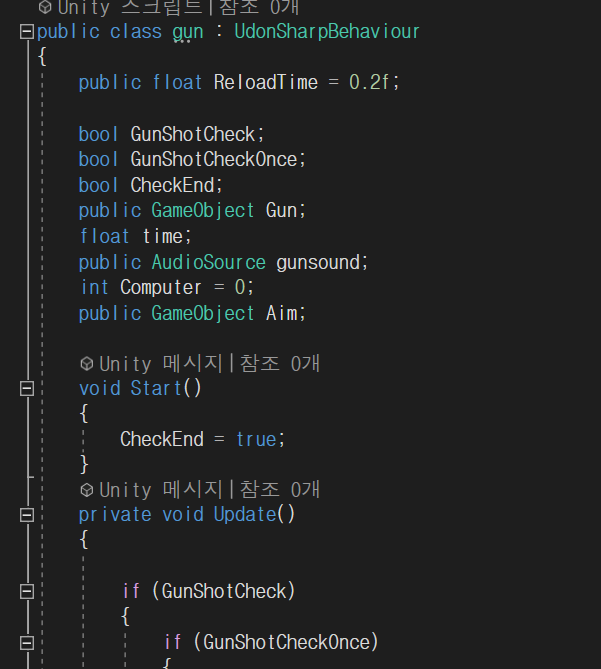 Unity 스크립트|참조 0개
public class gun : UdonSharpBehaviour
{
public float ReloadTime = 0.2f;
bool GunShotCheck;
bool GunShotCheckOnce;
bool CheckEnd;
public GameObject Gun;
float time;
public AudioSource gunsound;
int Computer = 0;
public GameObject Aim;
Unity 메시지|참조 0개
void Start()
{
CheckEnd = true;
}
Unity 메시지|참조 0개
private void Update()
{
if (GunShotCheck)
{
if (GunShotCheckOnce)
{